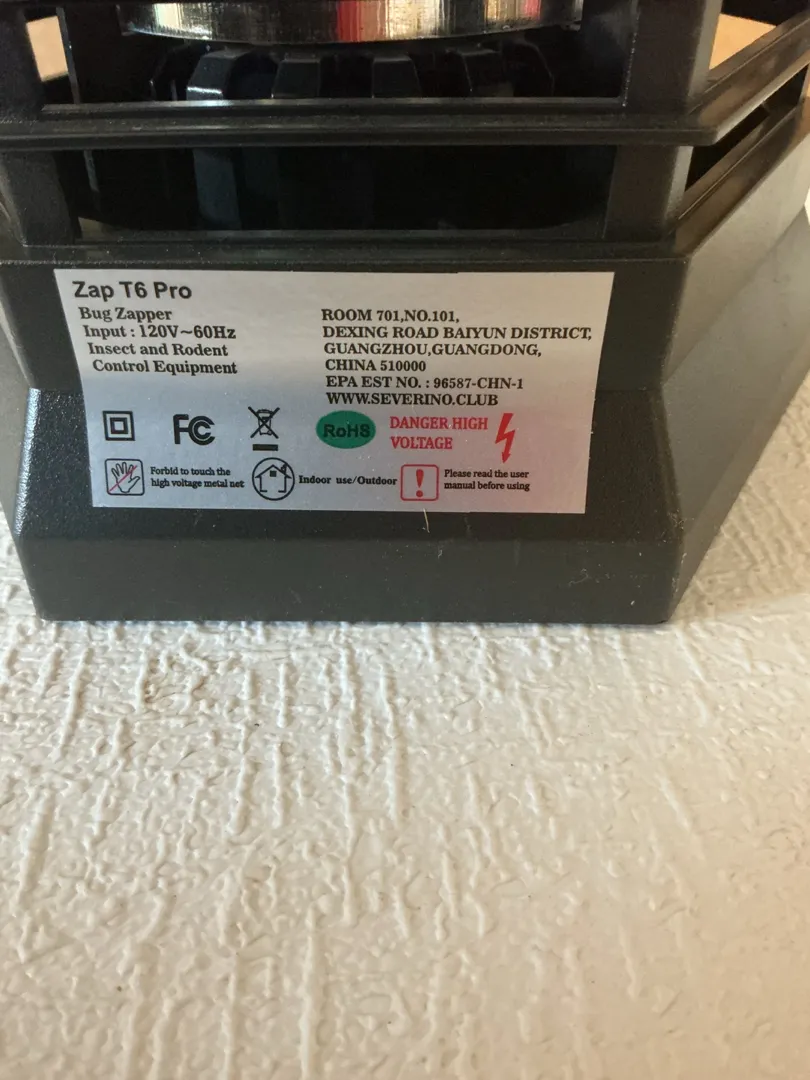 Zap T6 Pro
Bug Zapper
Input : 120V~60Hz
Insect and Rodent
Control Equipment
ROOM 701,NO.101,
DEXING ROAD BAIYUN DISTRICT,
GUANGZHOU,GUANGDONG,
CHINA 510000
EPA EST NO. : 96587-CHN-1
WWW.SEVERINO.CLUB
FC
RoHS
DANGER HIGH
VOLTAGE
Forbid to touch the
high voltage metal net
Indoor use/Outdoor
Please read the user
manual before using